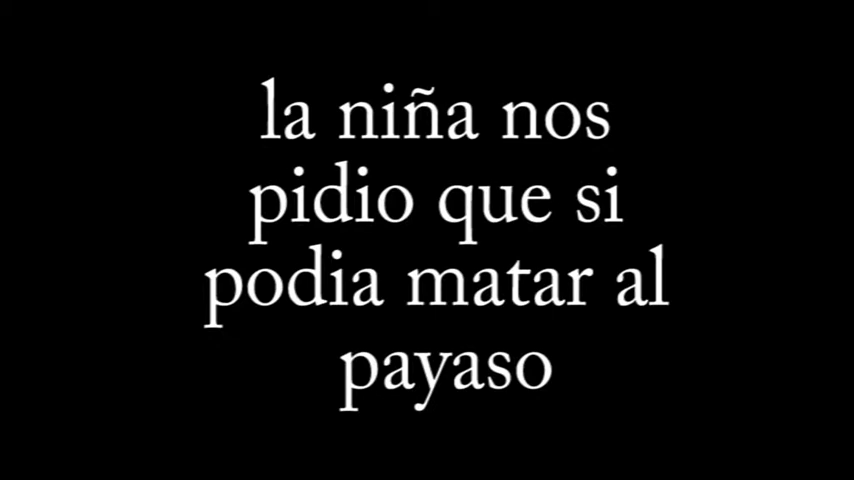 la niña nos
pidio que si
podia matar al
payaso